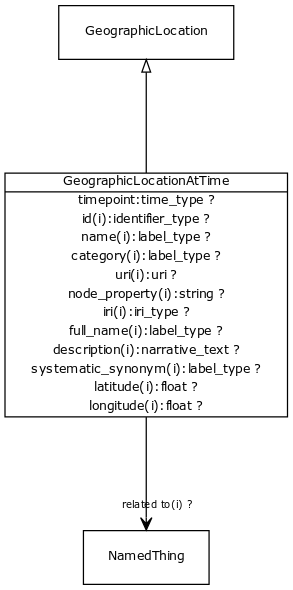 GeographicLocation
GeographicLocationAtTime
timepoint:time_type ?
id(i):identifier_type ?
name(i):label_type ?
category(i):label_type ?
uri(i):uri ?
node_property(i):string ?
iri(i):iri_type ?
full_name(i):label_type ?
description(i):narrative_text ?
systematic_synonym(i):label_type ?
latitude(i):float ?
longitude(i):float ?
related to(i) ?
NamedThing